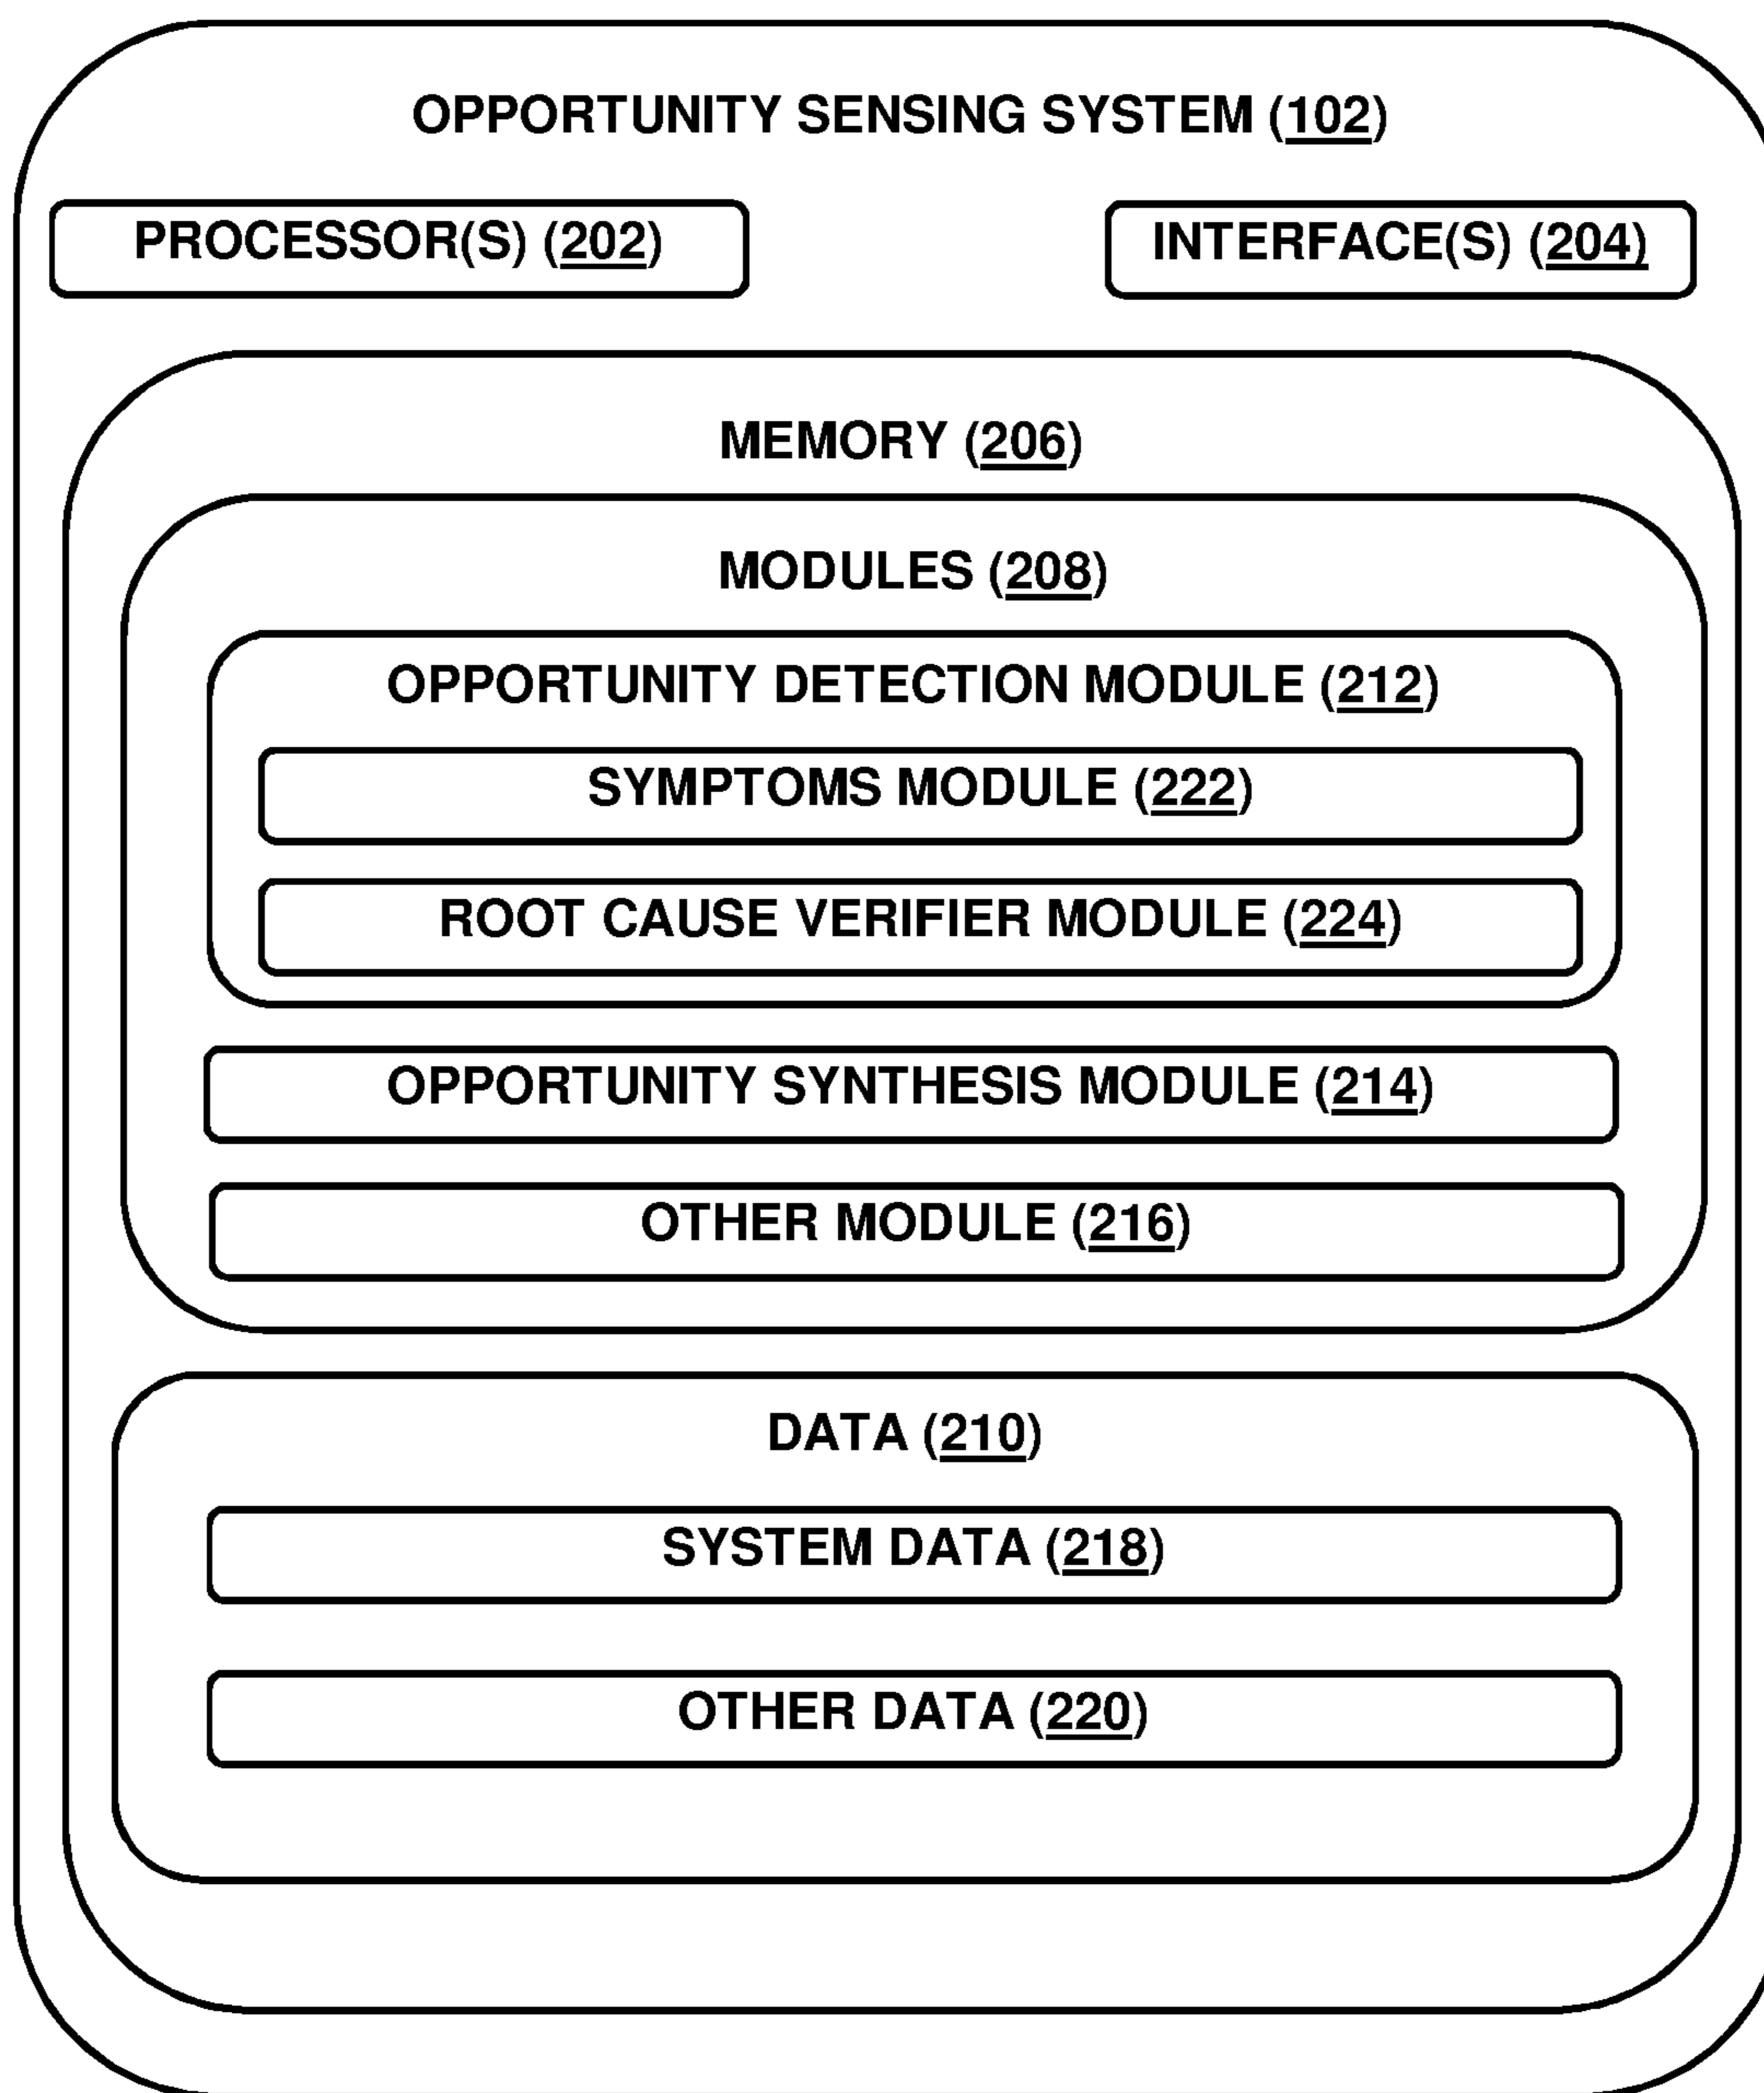 OPPORTUNITY SENSING SYSTEM (102)
PROCESSOR(S) (202)
INTERFACE(S) (204)
MEMORY (206)
MODULES (208)
OPPORTUNITY DETECTION MODULE (212)
SYMPTOMS MODULE (222)
ROOT CAUSE VERIFIER MODULE (224)
OPPORTUNITY SYNTHESIS MODULE (214)
OTHER MODULE (216)
DATA (210)
SYSTEM DATA (218)
OTHER DATA (220)